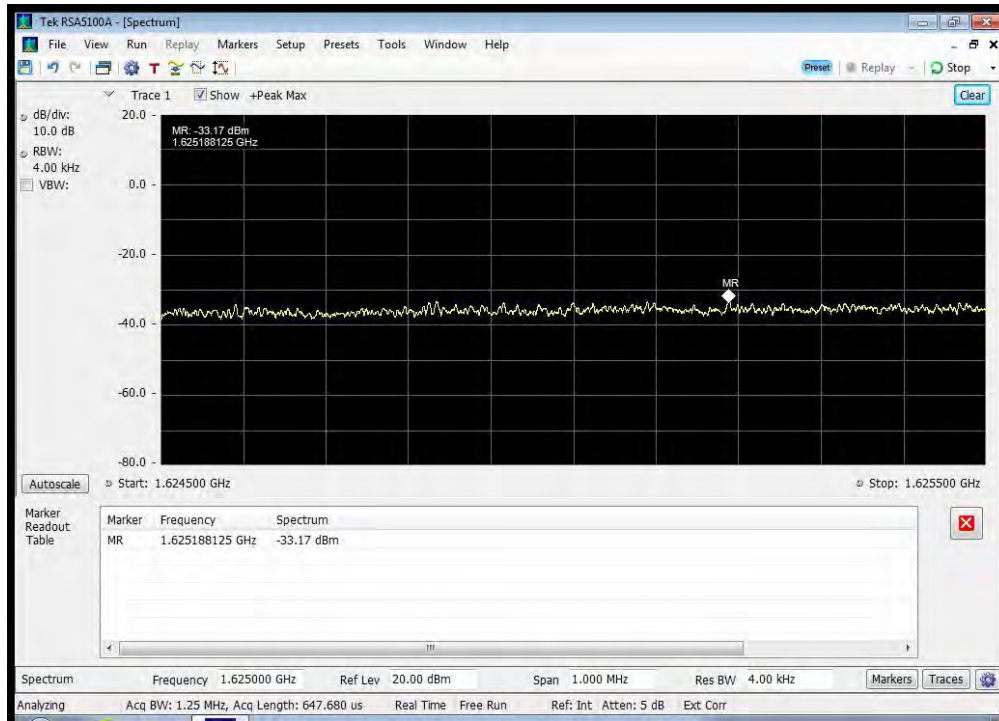 Tek RSA5100A - [Spectrum]
File View Run Replay Markers Setup Presets Tools Window Help
Preset Replay Stop
Trace 1 Show +Peak Max Clear
dB/div:
10.0 dB
RBW:
4.00 kHz
VBW:
20.0
0.0
-20.0
-40.0
-60.0
-80.0
MR: -33.17 dBm
1.625188125 GHz
MR
Autoscale Start: 1.624500 GHz Stop: 1.625500 GHz
Marker Readout Table
Marker Frequency Spectrum
MR 1.625188125 GHz -33.17 dBm
Spectrum Frequency 1.625000 GHz Ref Lev 20.00 dBm Span 1.000 MHz Res BW 4.00 kHz Markers Traces
Analyzing Acq BW: 1.25 MHz, Acq Length: 647.680 us Real Time Free Run Ref: Int Atten: 5 dB Ext Corr